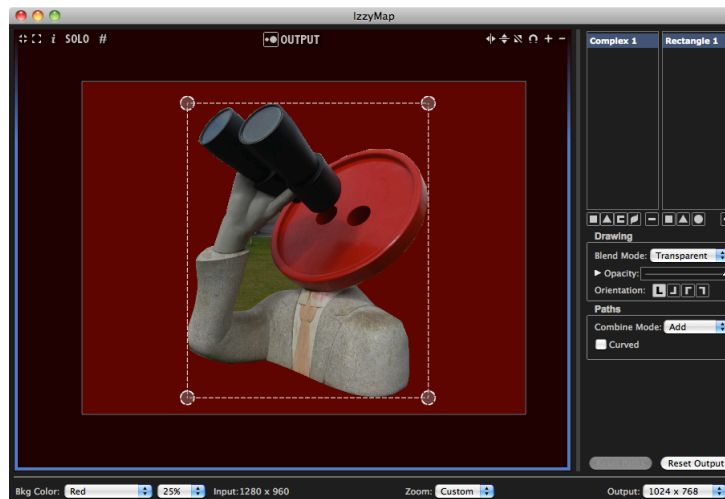 IzzyMap
i SOLO #
OUTPUT
Complex 1
Rectangle 1
Drawing
Blend Mode: Transparent
Opacity:
Orientation:
Paths
Combine Mode: Add
Curved
Reset Output
Bkg Color: Red
25%
Input:1280 x 960
Zoom: Custom
Output: 1024 x 768